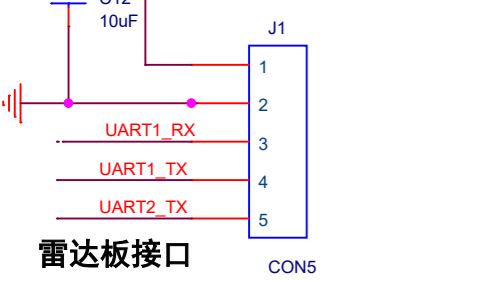 10uF
J1
1
2
UART1_RX
3
UART1_TX
4
UART2_TX
5
雷达板接口
CON5